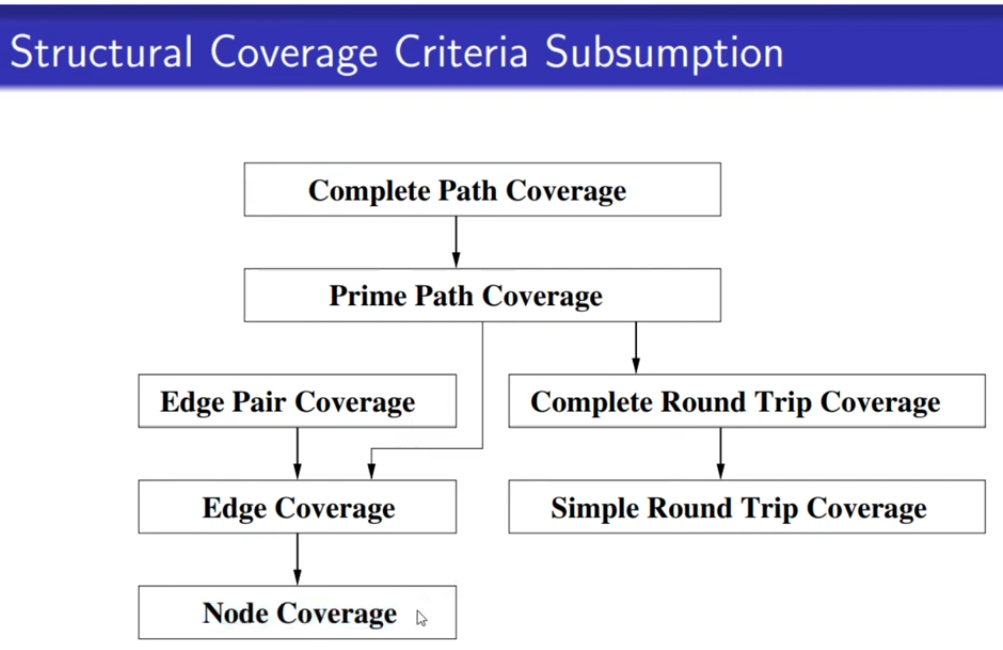 Structural Coverage Criteria Subsumption
Complete Path Coverage
Prime Path Coverage
Edge Pair Coverage
Complete Round Trip Coverage
Edge Coverage
Simple Round Trip Coverage
Node Coverage